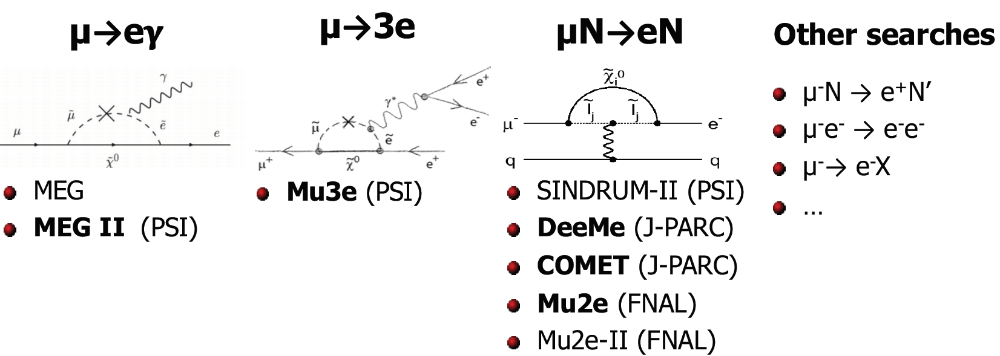 μ→eγ
γ
μ̃
ẽ
μ
e
χ̃⁰
MEG
MEG II (PSI)
μ→3e
e⁺
γ*
e⁻
μ̃
ẽ
μ⁺
χ̃⁰
e⁺
Mu3e (PSI)
μN→eN
χ̃ᵢ⁰
l̃ⱼ l̃ⱼ
μ⁻ e⁻
q q
SINDRUM-II (PSI)
DeeMe (J-PARC)
COMET (J-PARC)
Mu2e (FNAL)
Mu2e-II (FNAL)
Other searches
μ⁻N → e⁺N′
μ⁻e⁻ → e⁻e⁻
μ⁻→ e⁻X
...